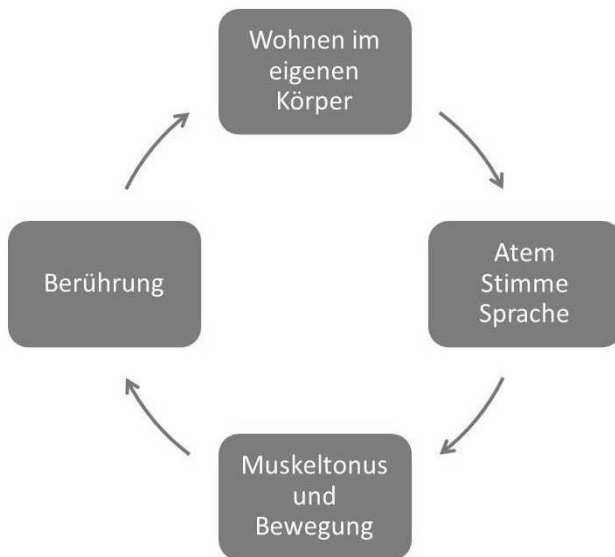 Wohnen im
eigenen
Körper
Atem
Stimme
Sprache
Muskeltonus
und
Bewegung
Berührung